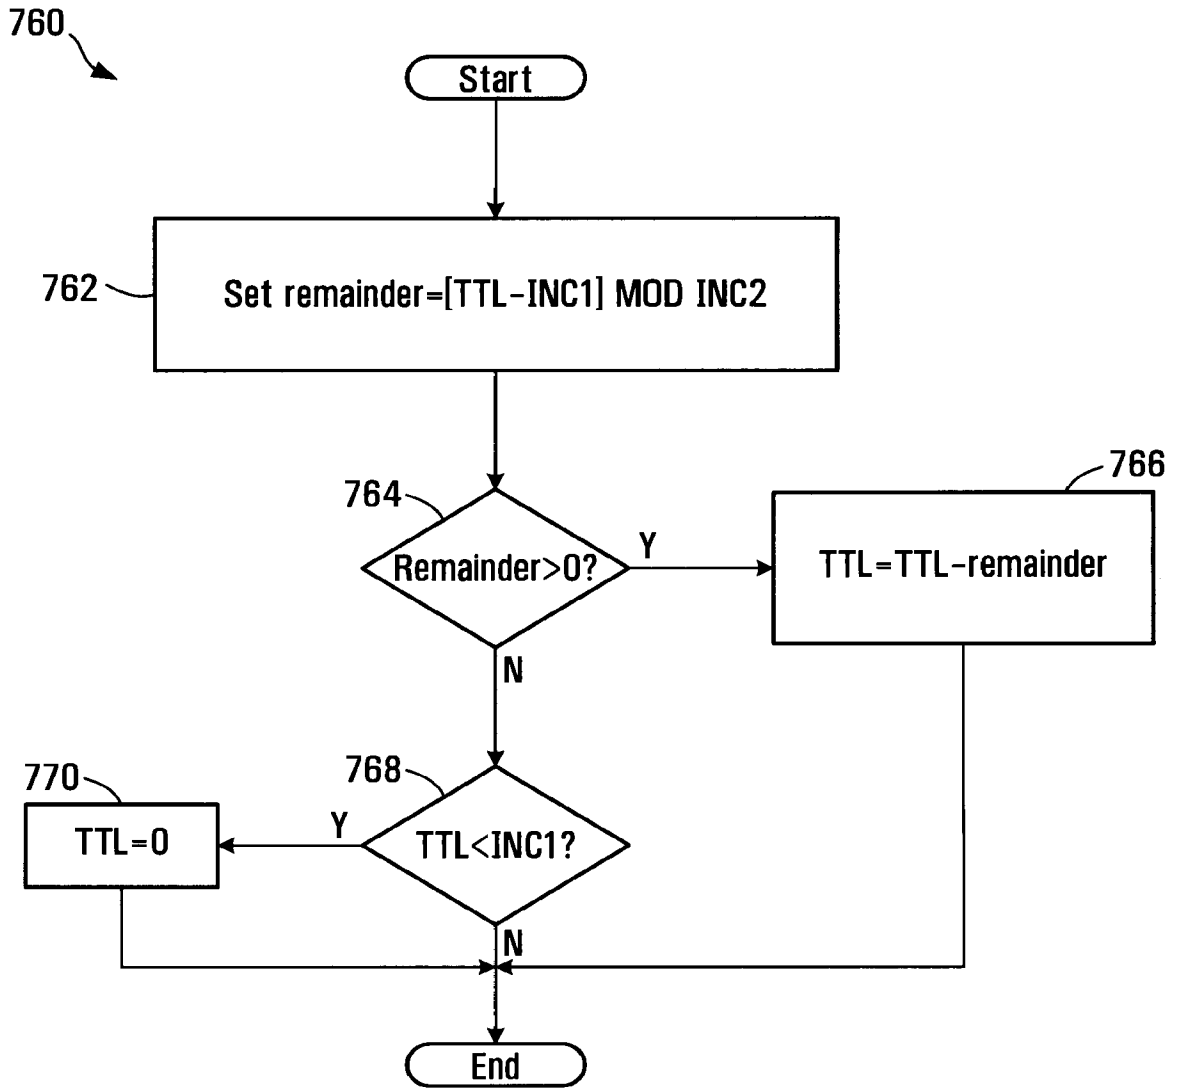 760
Start
762
Set remainder=[TTL-INC1] MOD INC2
764
Remainder>0?
Y
766
TTL=TTL-remainder
N
768
TTL<INC1?
Y
770
TTL=0
N
End